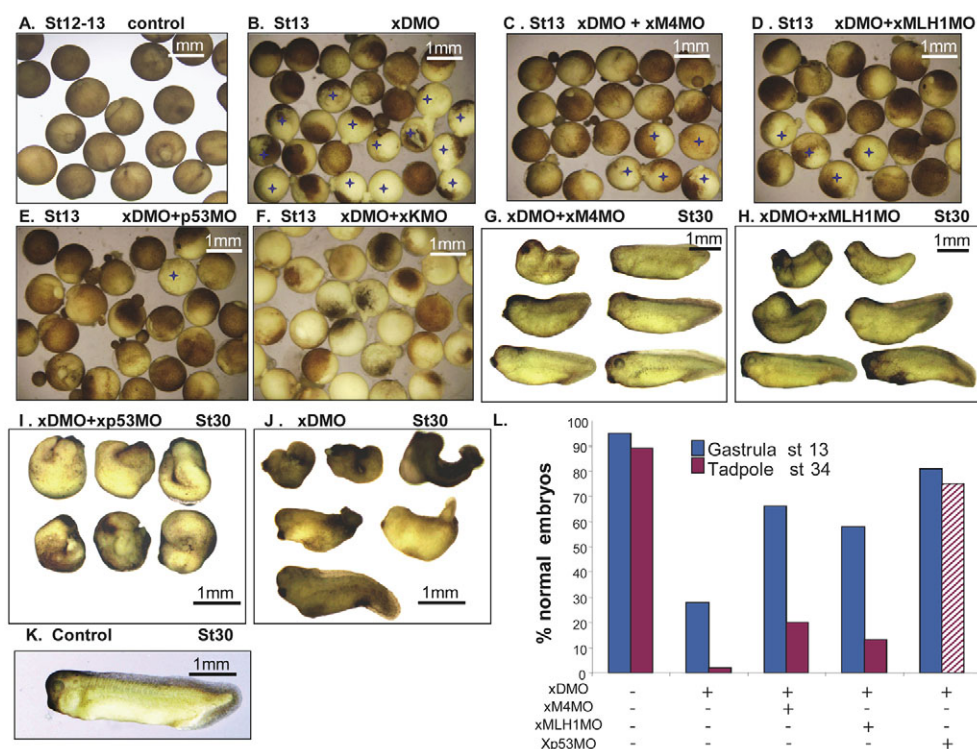 A. St12-13 control
mm
B. St13 xDMO
1mm
C. St13 xDMO + xM4MO
1mm
D. St13 xDMO+xMLH1MO
1mm
E. St13 xDMO+p53MO
1mm
F. St13 xDMO+xKMO
1mm
G. xDMO+xM4MO St30
1mm
H. xDMO+xMLH1MO St30
1mm
I. xDMO+xp53MO St30
1mm
J. xDMO St30
1mm
K. Control St30
1mm
L.
Gastrula st 13
Tadpole st 34
% normal embryos
100
90
80
70
60
50
40
30
20
10
0
xDMO - + + + +
xM4MO - - + - -
xMLH1MO - - - + -
Xp53MO - - - - +